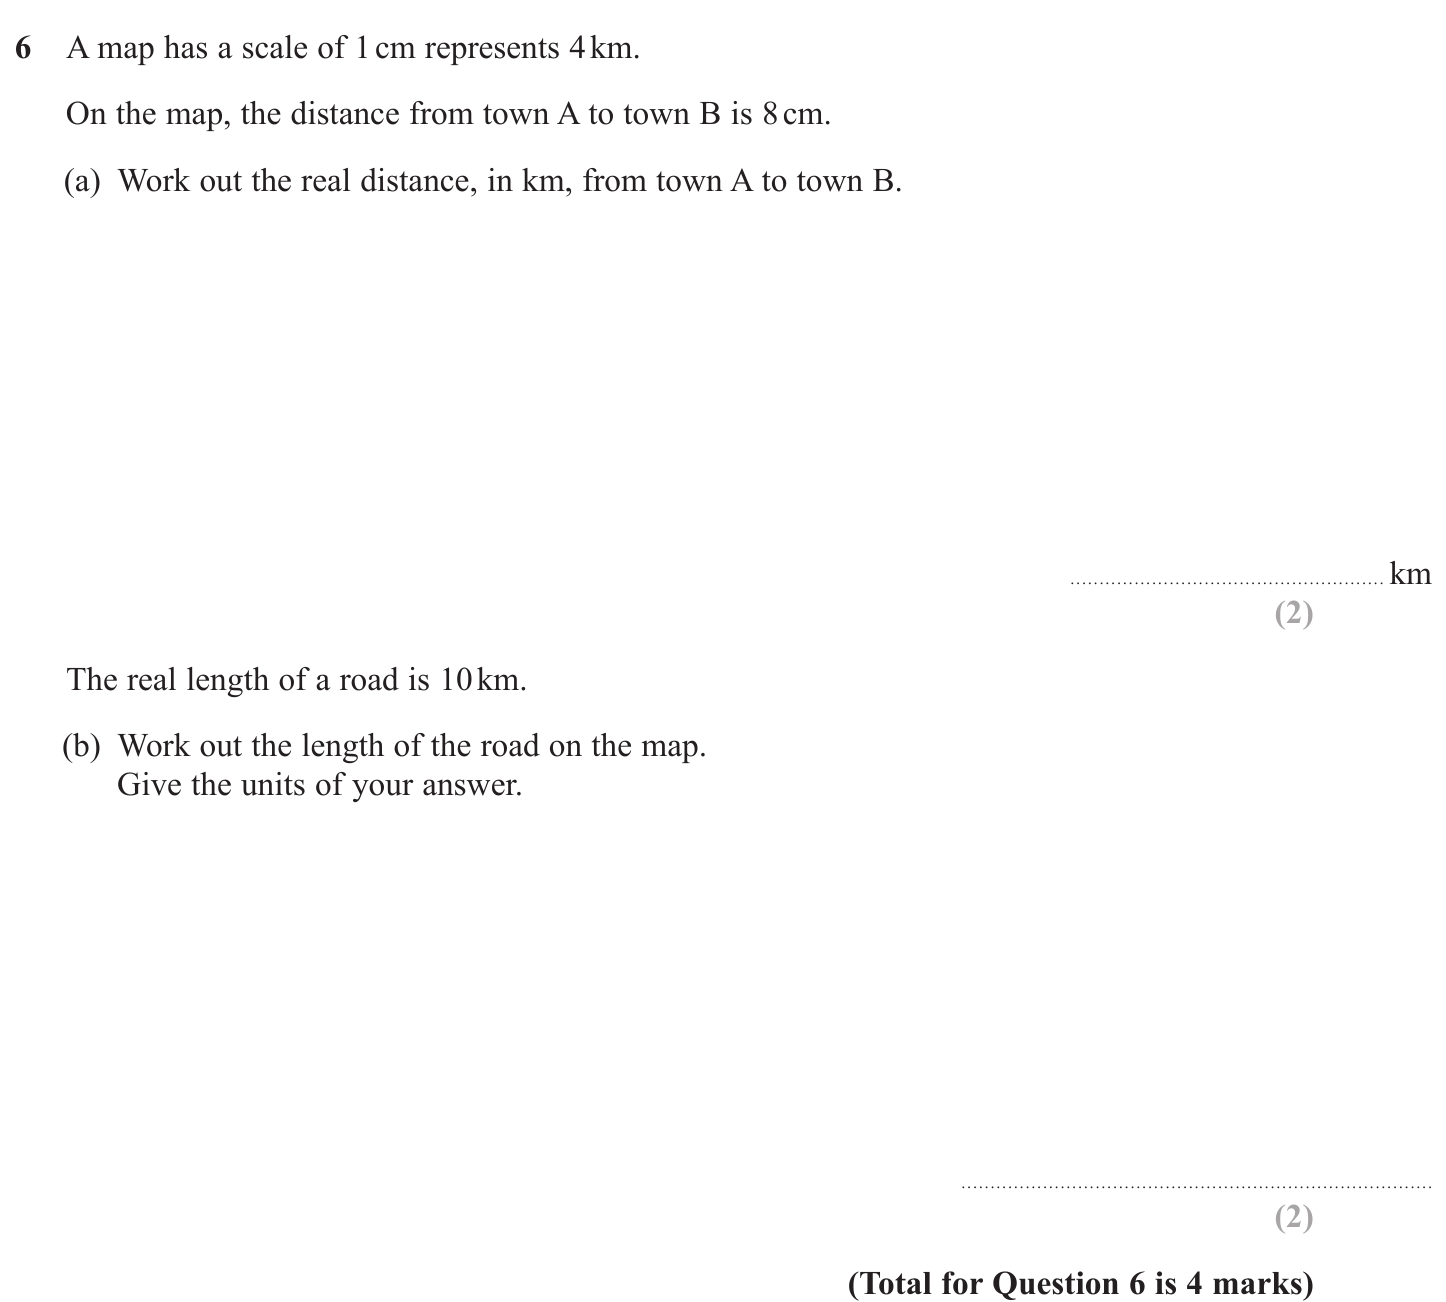 6 A map has a scale of 1 cm represents 4 km.
On the map, the distance from town A to town B is 8 cm.
(a) Work out the real distance, in km, from town A to town B.
.......................................................km
(2)
The real length of a road is 10 km.
(b) Work out the length of the road on the map.
Give the units of your answer.
...................................................................................
(2)
(Total for Question 6 is 4 marks)